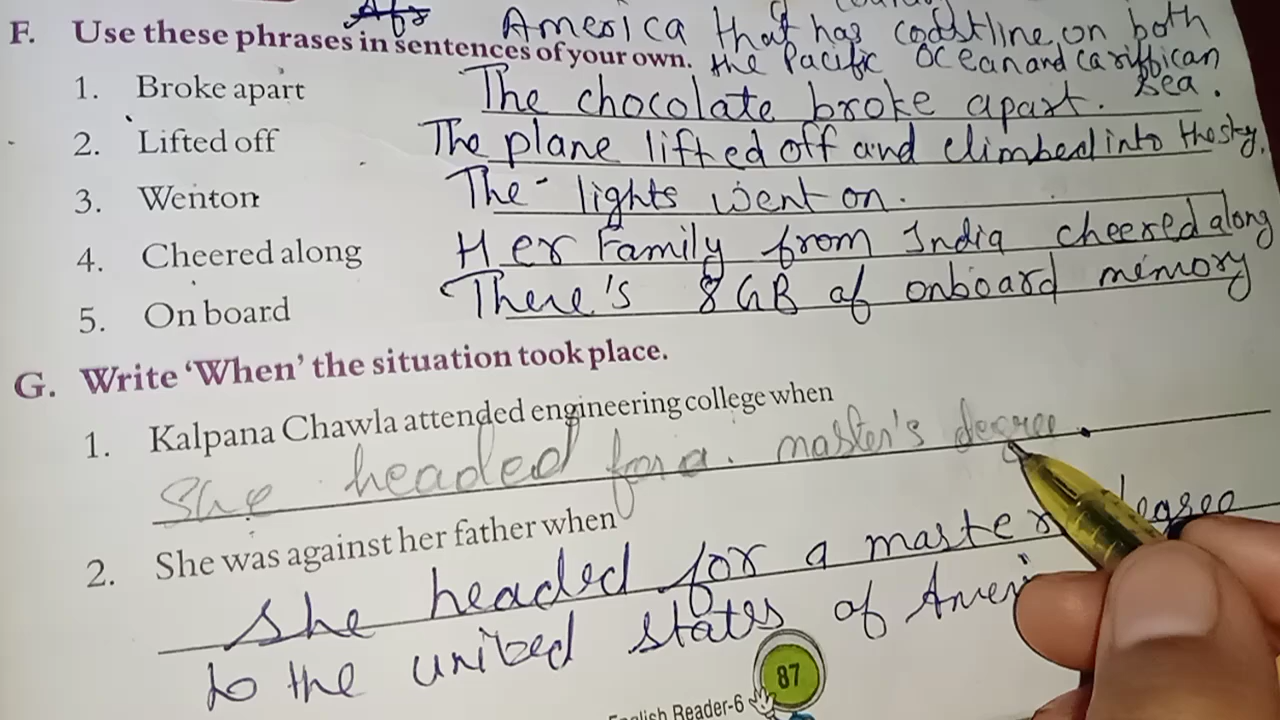 America that has coastline on both
F. Use these phrases in sentences of your own. the Pacific Ocean and cariffican
sea.
1. Broke apart The chocolate broke apart.
2. Lifted off The plane lifted off and climbed into the sky.
3. Wenton The lights went on.
4. Cheered along Her Family from India cheered along
5. On board There's 8 GB of onboard memory
G. Write ‘When’ the situation took place.
1. Kalpana Chawla attended engineering college when
She headed for a master's degree.
2. She was against her father when
She headed for a master degree
to the united states of Ameri
87
English Reader-6